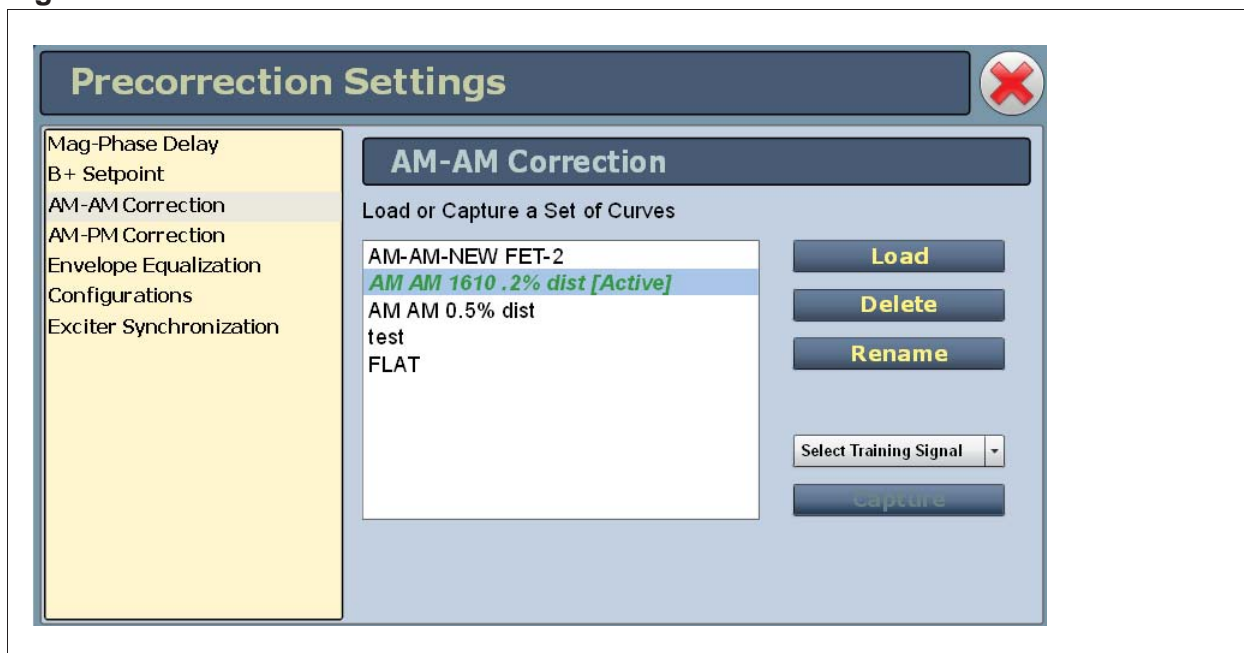 Precorrection Settings
Mag-Phase Delay
B+ Setpoint
AM-AM Correction
AM-PM Correction
Envelope Equalization
Configurations
Exciter Synchronization
AM-AM Correction
Load or Capture a Set of Curves
AM-AM-NEW FET-2
AM AM 1610 .2% dist [Active]
AM AM 0.5% dist
test
FLAT
Load
Delete
Rename
Select Training Signal
Capture